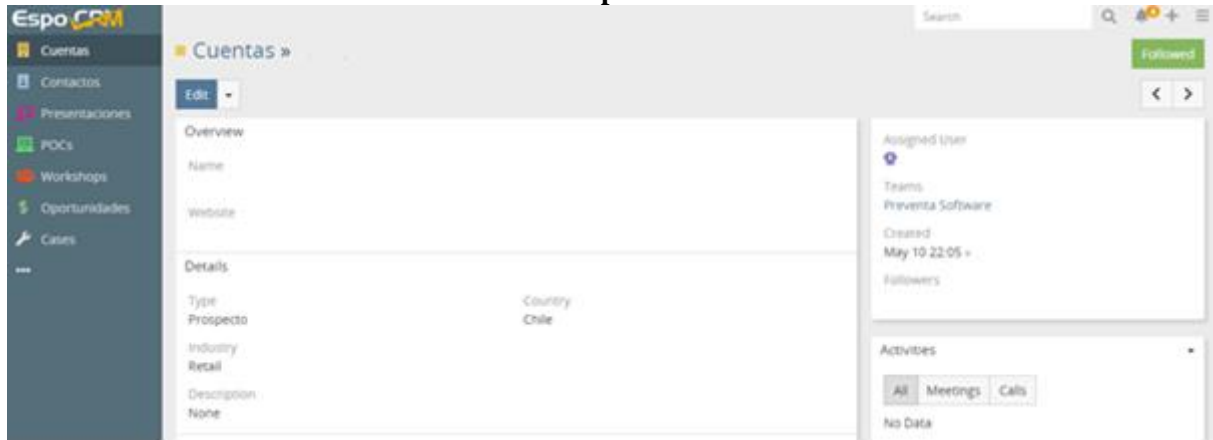 EspoCRM
Search
Cuentas
Contactos
Presentaciones
POCs
Workshops
Oportunidades
Cases
Cuentas »
Followed
Edit
Overview
Name
Website
Details
Type
Prospecto
Country
Chile
Industry
Retail
Description
None
Assigned User
Teams
Preventa Software
Created
May 10 22:05 »
Followers
Activities
All Meetings Calls
No Data